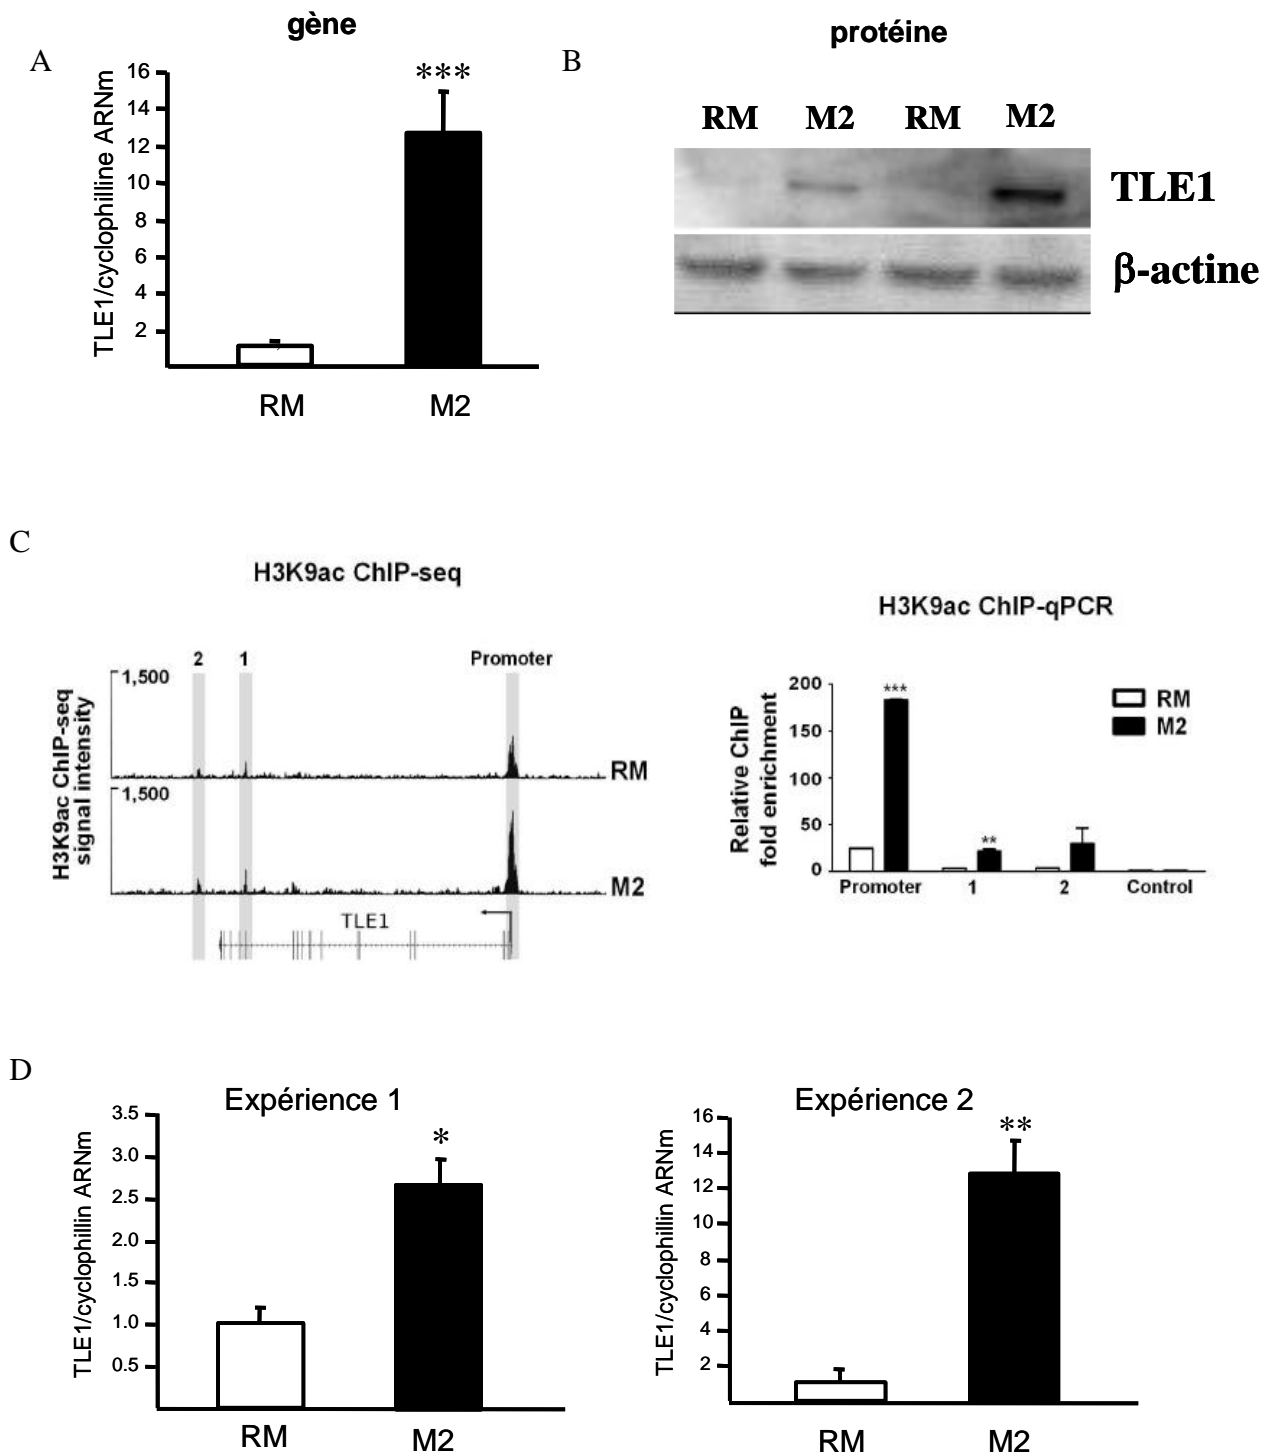 gène
A
TLE1/cyclophilline ARNm
16
14
12
10
8
6
4
2
***
RM
M2
protéine
B
RM M2 RM M2
TLE1
β-actine
C
H3K9ac ChIP-seq
H3K9ac ChIP-seq
signal intensity
2 1 Promoter
1,500
RM
1,500
M2
TLE1
H3K9ac ChIP-qPCR
Relative ChIP
fold enrichment
200
150
100
50
0
***
**
RM
M2
Promoter 1 2 Control
D
Expérience 1
TLE1/cyclophillin ARNm
3.5
3.0
2.5
2.0
1.5
1.0
0.5
*
RM
M2
Expérience 2
TLE1/cyclophillin ARNm
16
14
12
10
8
6
4
2
**
RM
M2